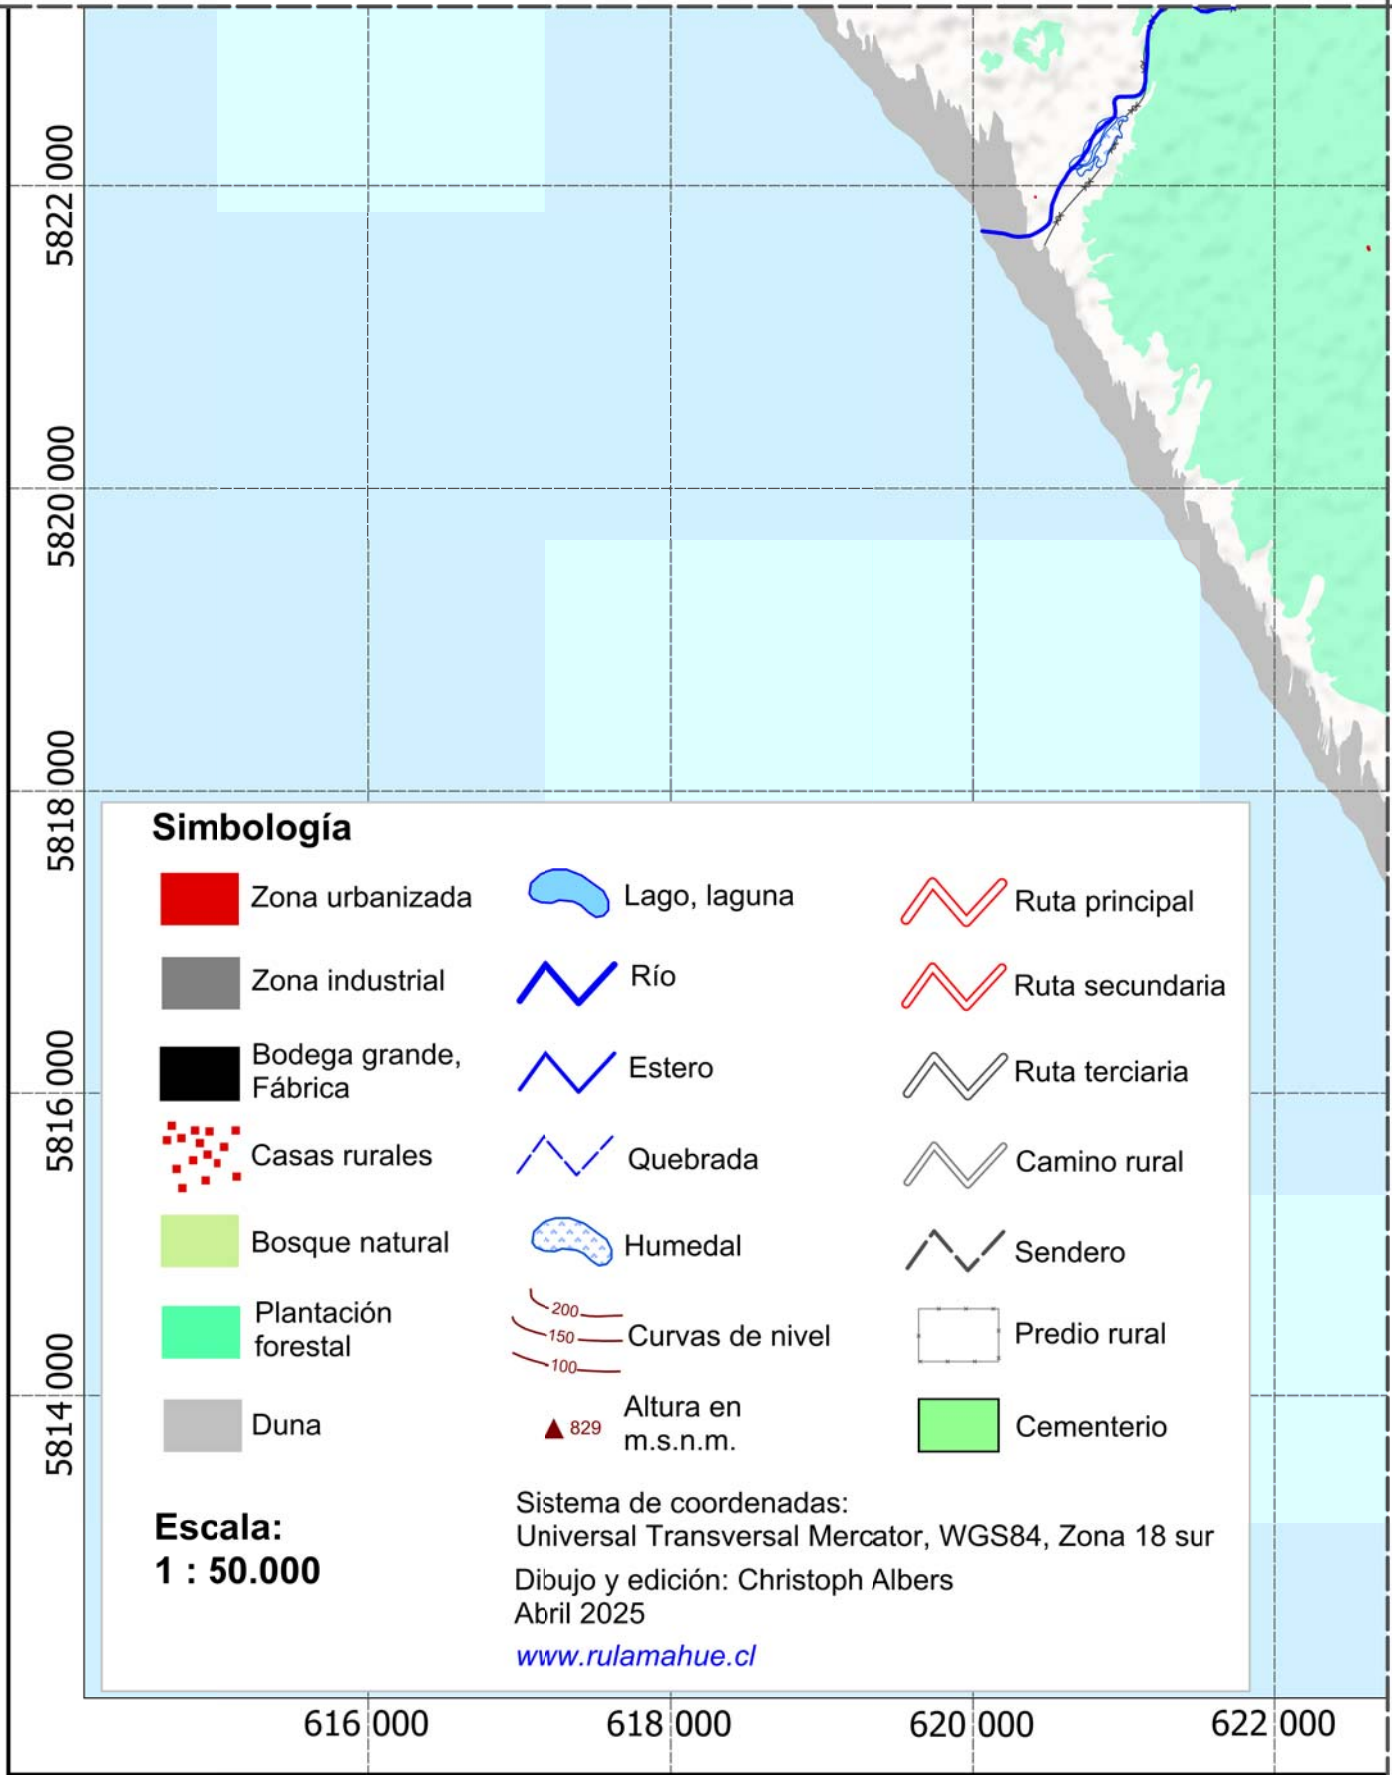 5822 000
5820 000
5818 000
5816 000
5814 000
Simbología
Zona urbanizada
Zona industrial
Bodega grande,
Fábrica
Casas rurales
Bosque natural
Plantación
forestal
Duna
Lago, laguna
Río
Estero
Quebrada
Humedal
200
150
100
Curvas de nivel
829
Altura en
m.s.n.m.
Ruta principal
Ruta secundaria
Ruta terciaria
Camino rural
Sendero
Predio rural
Cementerio
Escala:
1 : 50.000
Sistema de coordenadas:
Universal Transversal Mercator, WGS84, Zona 18 sur
Dibujo y edición: Christoph Albers
Abril 2025
www.rulamahue.cl
616 000
618 000
620 000
622 000